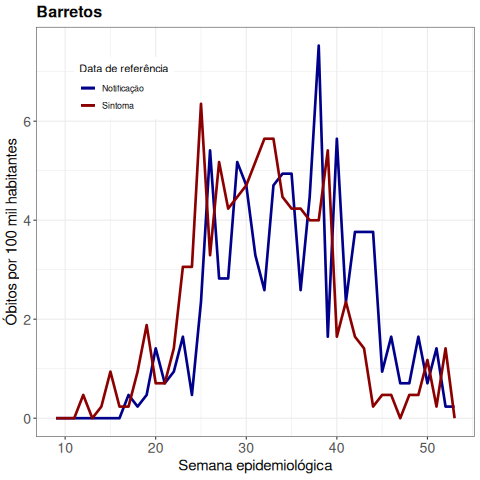 Barretos
Data de referência
Notificação
Sintoma
Óbitos por 100 mil habitantes
6
4
2
0
10
20
30
40
50
Semana epidemiológica